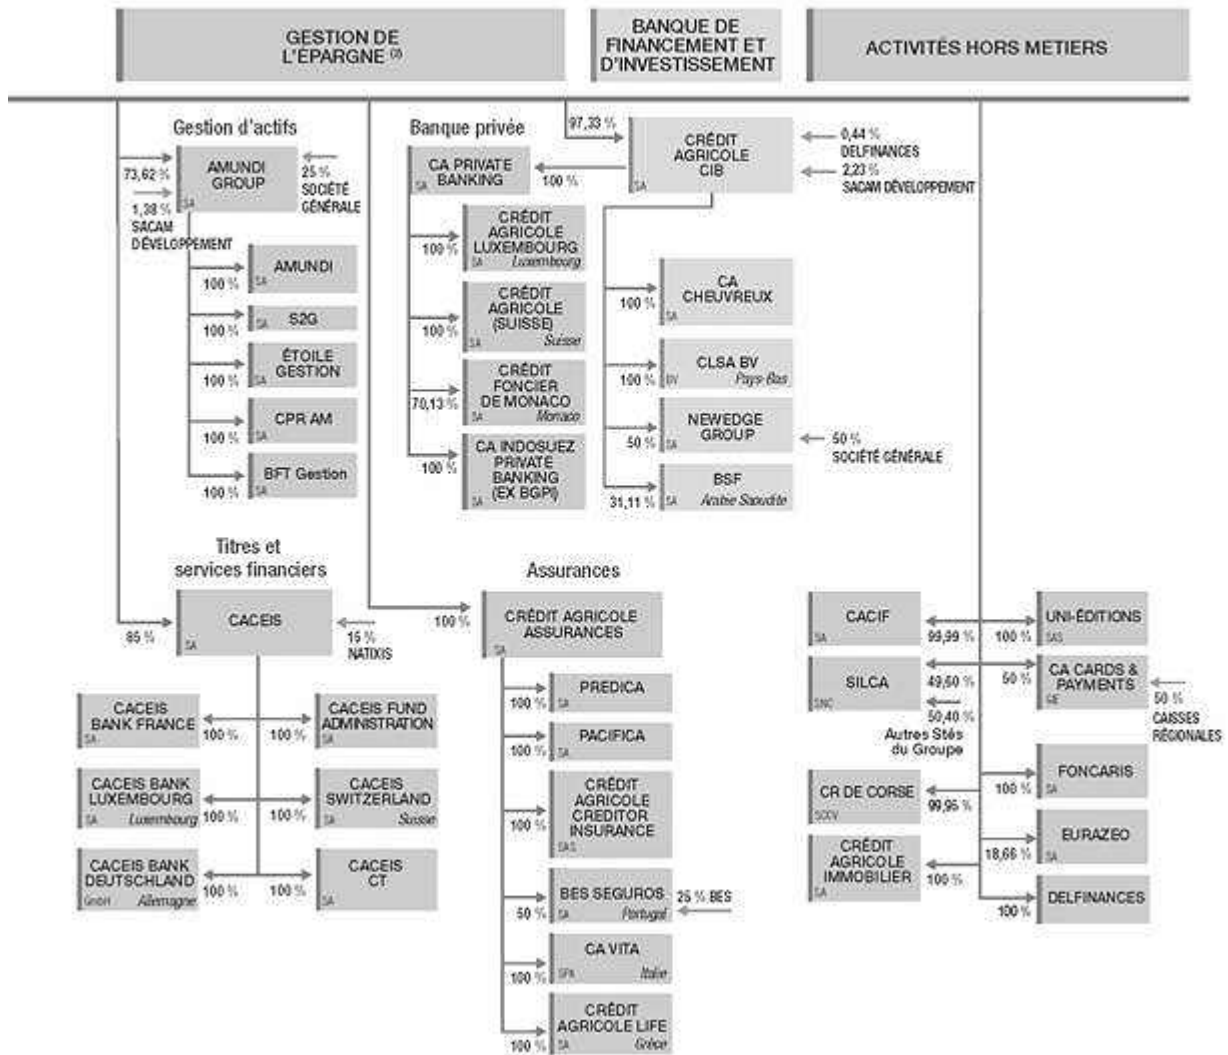 GESTION DE
L'ÉPARGNE (2)
BANQUE DE
FINANCEMENT ET
D'INVESTISSEMENT
ACTIVITÉS HORS METIERS
Gestion d'actifs
73,62 %
AMUNDI
GROUP
SA
25 %
SOCIÉTÉ
GÉNÉRALE
1,38 %
SACAM
DÉVELOPPEMENT
100 %
AMUNDI
SA
100 %
S2G
SA
100 %
ÉTOILE
GESTION
SA
100 %
CPR AM
SA
100 %
BFT Gestion
SA
Banque privée
CA PRIVATE
BANKING
SA
100 %
100 %
CRÉDIT
AGRICOLE
LUXEMBOURG
SA Luxembourg
100 %
CRÉDIT
AGRICOLE
(SUISSE)
SA Suisse
70,13 %
CRÉDIT
FONCIER
DE MONACO
SA Monaco
100 %
CA INDOSUEZ
PRIVATE
BANKING
(EX BGPI)
SA
97,33 %
CRÉDIT
AGRICOLE
CIB
SA
0,44 %
DELFINANCES
2,23 %
SACAM DÉVELOPPEMENT
100 %
CA
CHEUVREUX
SA
100 %
CLSA BV
BV Pays-Bas
50 %
NEWEDGE
GROUP
SA
50 %
SOCIÉTÉ GÉNÉRALE
31,11 %
BSF
SA Arabie Saoudite
Titres et
services financiers
85 %
CACEIS
SA
15 %
NATIXIS
CACEIS
BANK FRANCE
SA
100 %
100 %
CACEIS FUND
ADMINISTRATION
SA
CACEIS BANK
LUXEMBOURG
SA Luxembourg
100 %
100 %
CACEIS
SWITZERLAND
SA Suisse
CACEIS BANK
DEUTSCHLAND
GmbH Allemagne
100 %
100 %
CACEIS
CT
SA
Assurances
100 %
CRÉDIT AGRICOLE
ASSURANCES
SA
100 %
PREDICA
SA
100 %
PACIFICA
SA
100 %
CRÉDIT
AGRICOLE
CREDITOR
INSURANCE
SAS
50 %
BES SEGUROS
SA Portugal
25 % BES
100 %
CA VITA
SPA Italie
100 %
CRÉDIT
AGRICOLE LIFE
SA Grèce
CACIF
SA
99,99 %
100 %
UNI-ÉDITIONS
SAS
SILCA
SNC
49,60 %
50,40 %
Autres Stés
du Groupe
50 %
CA CARDS &
PAYMENTS
GIE
50 %
CAISSES
RÉGIONALES
100 %
FONCARIS
SA
CR DE CORSE
99,95 %
18,66 %
EURAZEO
SA
CRÉDIT
AGRICOLE
IMMOBILIER
SA
100 %
100 %
DELFINANCES